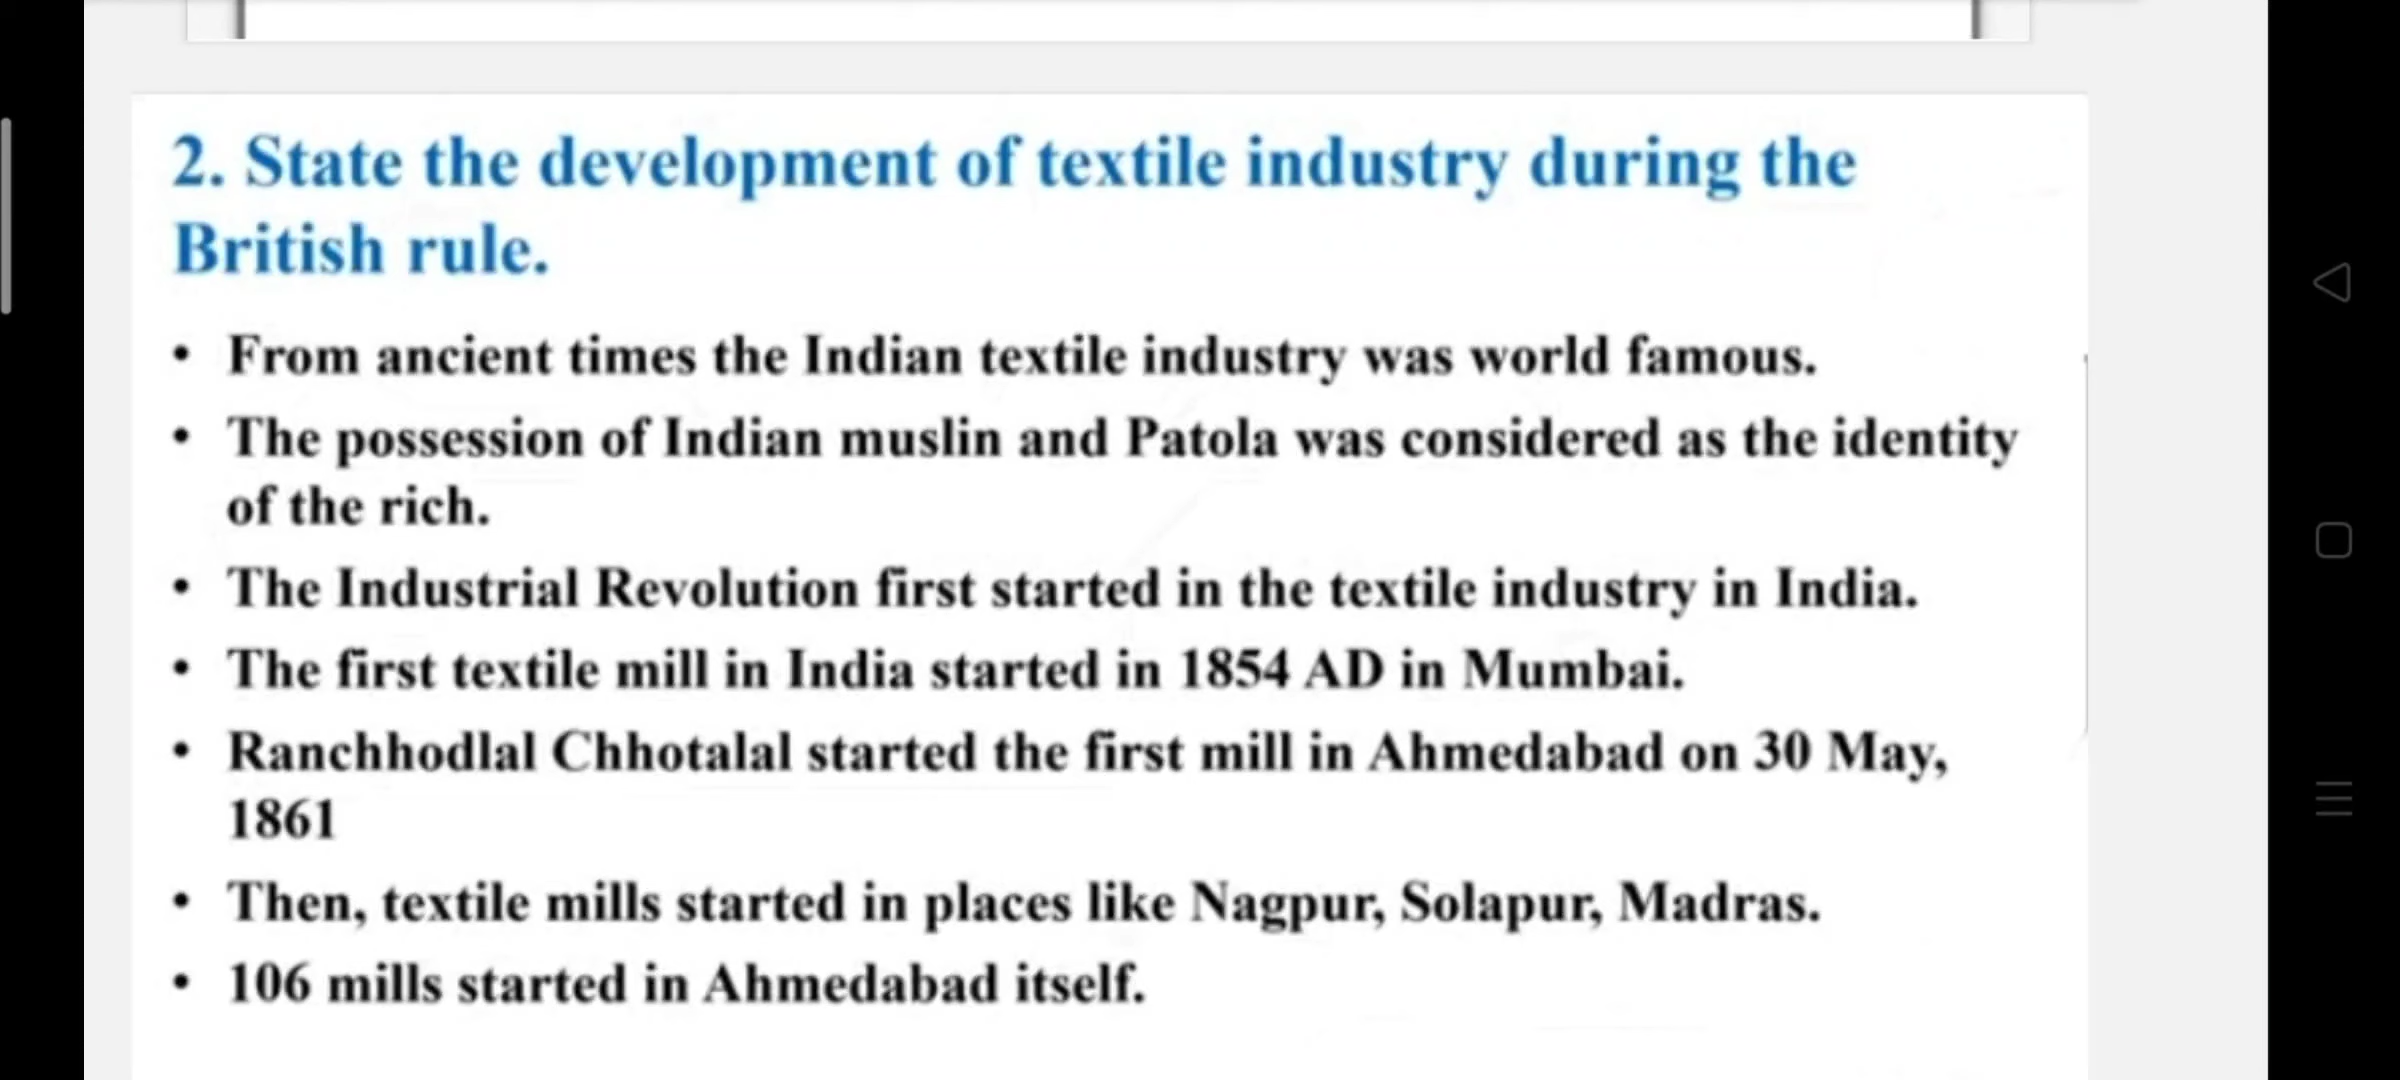 2. State the development of textile industry during the
British rule.
• From ancient times the Indian textile industry was world famous.
• The possession of Indian muslin and Patola was considered as the identity
of the rich.
• The Industrial Revolution first started in the textile industry in India.
• The first textile mill in India started in 1854 AD in Mumbai.
• Ranchhodlal Chhotalal started the first mill in Ahmedabad on 30 May,
1861
• Then, textile mills started in places like Nagpur, Solapur, Madras.
• 106 mills started in Ahmedabad itself.